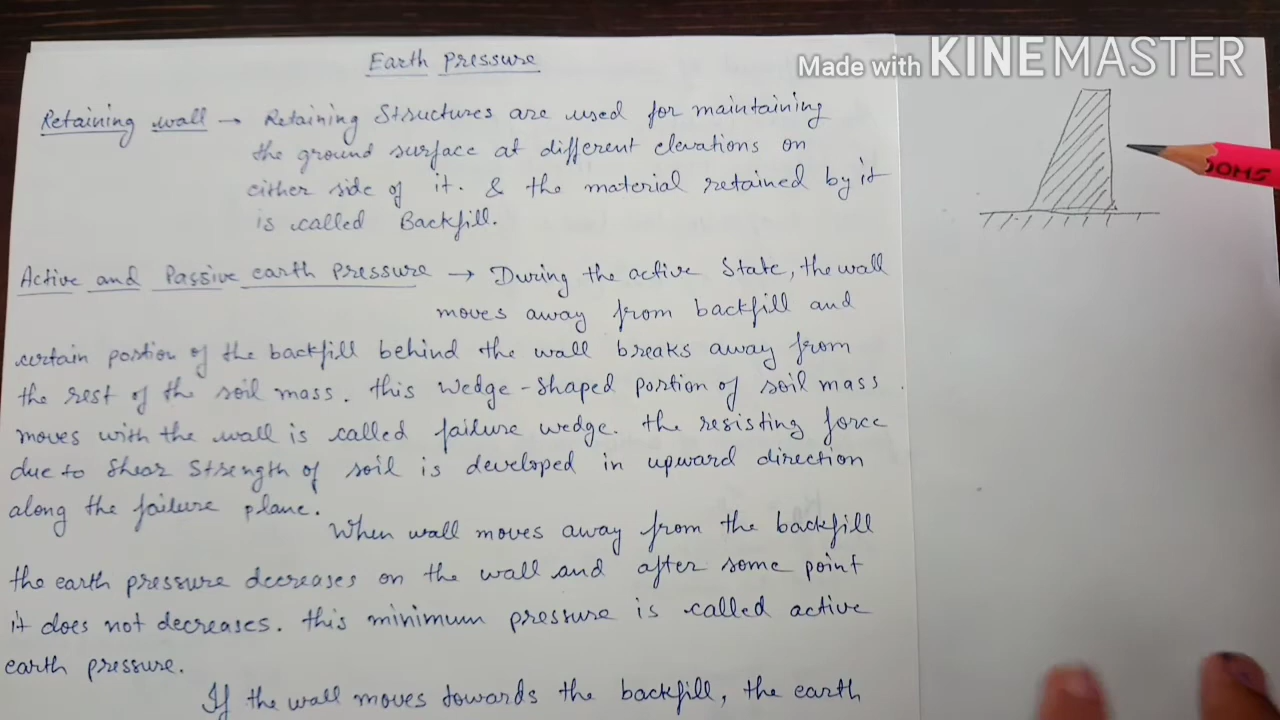 Made with KINEMASTER
Earth Pressure
Retaining wall → Retaining Structures are used for maintaining
the ground surface at different elevations on
either side of it. & the material retained by it
is called Backfill.
Active and Passive earth Pressure → During the active State, the wall
moves away from backfill and
certain portion of the backfill behind the wall breaks away from
the rest of the soil mass. this wedge-shaped portion of soil mass
moves with the wall is called failure wedge. the resisting force
due to Shear Strength of soil is developed in upward direction
along the failure plane.
When wall moves away from the backfill
the earth pressure decreases on the wall and after some point
it does not decreases. this minimum pressure is called active
earth pressure.
If the wall moves towards the backfill, the earth